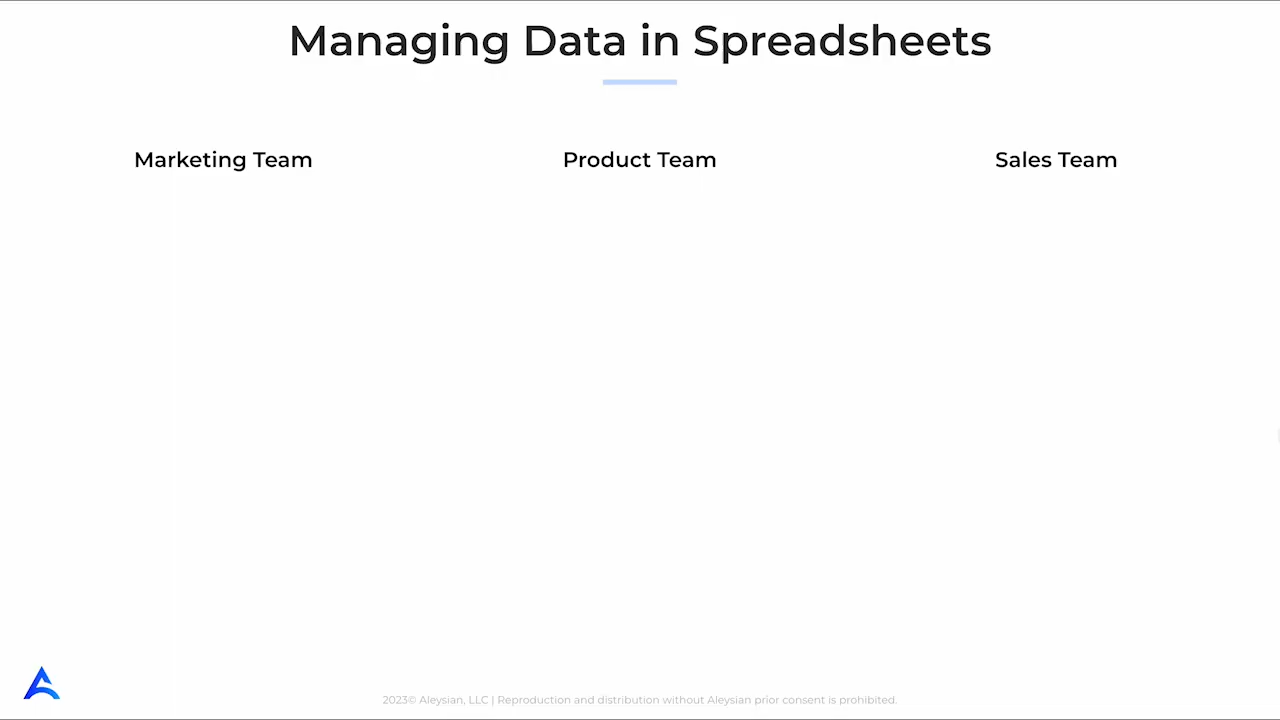 Managing Data in Spreadsheets
Marketing Team
Product Team
Sales Team
2023© Aleysian, LLC | Reproduction and distribution without Aleysian prior consent is prohibited.